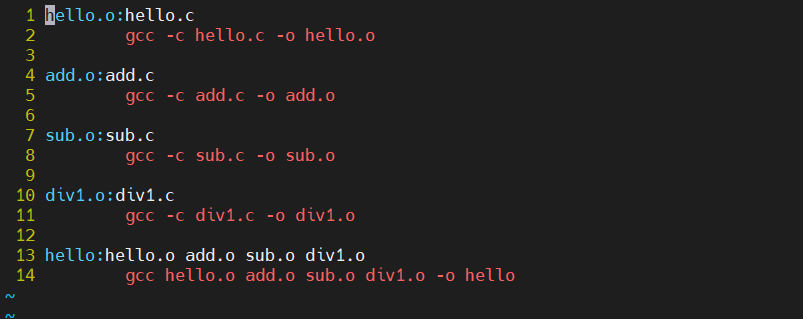 1 hello.o:hello.c
2 gcc -c hello.c -o hello.o
3
4 add.o:add.c
5 gcc -c add.c -o add.o
6
7 sub.o:sub.c
8 gcc -c sub.c -o sub.o
9
10 div1.o:div1.c
11 gcc -c div1.c -o div1.o
12
13 hello:hello.o add.o sub.o div1.o
14 gcc hello.o add.o sub.o div1.o -o hello
~
~